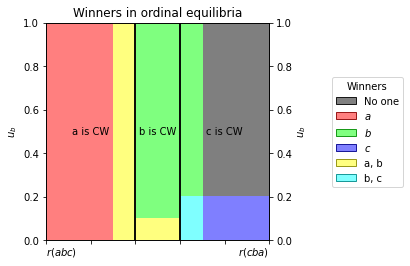 Winners in ordinal equilibria
1.0 1.0
0.8 0.8
0.6 0.6
0.4 0.4
0.2 0.2
0.0 0.0
u_b u_b
a is CW b is CW c is CW
r(abc) r(cba)
Winners
No one
a
b
c
a, b
b, c